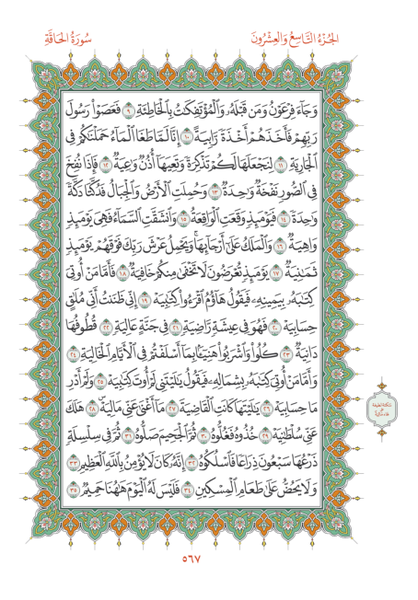 الجُزْءُ التَّاسِعُ وَالعِشْرُونَ
سُورَةُ الحَاقَّةِ
وَجَآءَ فِرْعَوْنُ وَمَن قَبْلَهُۥ وَٱلْمُؤْتَفِكَٰتُ بِٱلْخَاطِئَةِ ٩ فَعَصَوْا۟ رَسُولَ
رَبِّهِمْ فَأَخَذَهُمْ أَخْذَةً رَّابِيَةً ١٠ إِنَّا لَمَّا طَغَا ٱلْمَآءُ حَمَلْنَٰكُمْ فِى
ٱلْجَارِيَةِ ١١ لِنَجْعَلَهَا لَكُمْ تَذْكِرَةً وَتَعِيَهَآ أُذُنٌ وَٰعِيَةٌ ١٢ فَإِذَا نُفِخَ
فِى ٱلصُّورِ نَفْخَةٌ وَٰحِدَةٌ ١٣ وَحُمِلَتِ ٱلْأَرْضُ وَٱلْجِبَالُ فَدُكَّتَا دَكَّةً
وَٰحِدَةً ١٤ فَيَوْمَئِذٍ وَقَعَتِ ٱلْوَاقِعَةُ ١٥ وَٱنشَقَّتِ ٱلسَّمَآءُ فَهِىَ يَوْمَئِذٍ
وَاهِيَةٌ ١٦ وَٱلْمَلَكُ عَلَىٰٓ أَرْجَآئِهَا وَيَحْمِلُ عَرْشَ رَبِّكَ فَوْقَهُمْ يَوْمَئِذٍ
ثَمَٰنِيَةٌ ١٧ يَوْمَئِذٍ تُعْرَضُونَ لَا تَخْفَىٰ مِنكُمْ خَافِيَةٌ ١٨ فَأَمَّا مَنْ أُوتِىَ
كِتَٰبَهُۥ بِيَمِينِهِۦ فَيَقُولُ هَآؤُمُ ٱقْرَءُوا۟ كِتَٰبِيَهْ ١٩ إِنِّى ظَنَنتُ أَنِّى مُلَٰقٍ
حِسَابِيَهْ ٢٠ فَهُوَ فِى عِيشَةٍ رَّاضِيَةٍ ٢١ فِى جَنَّةٍ عَالِيَةٍ ٢٢ قُطُوفُهَا
دَانِيَةٌ ٢٣ كُلُوا۟ وَٱشْرَبُوا۟ هَنِيٓـًٔۢا بِمَآ أَسْلَفْتُمْ فِى ٱلْأَيَّامِ ٱلْخَالِيَةِ ٢٤
وَأَمَّا مَنْ أُوتِىَ كِتَٰبَهُۥ بِشِمَالِهِۦ فَيَقُولُ يَٰلَيْتَنِى لَمْ أُوتَ كِتَٰبِيَهْ ٢٥ وَلَمْ أَدْرِ
مَا حِسَابِيَهْ ٢٦ يَٰلَيْتَهَا كَانَتِ ٱلْقَاضِيَةَ ٢٧ مَآ أَغْنَىٰ عَنِّى مَالِيَهْ ٢٨ هَلَكَ
عَنِّى سُلْطَٰنِيَهْ ٢٩ خُذُوهُ فَغُلُّوهُ ٣٠ ثُمَّ ٱلْجَحِيمَ صَلُّوهُ ٣١ ثُمَّ فِى سِلْسِلَةٍ
ذَرْعُهَا سَبْعُونَ ذِرَاعًا فَٱسْلُكُوهُ ٣٢ إِنَّهُۥ كَانَ لَا يُؤْمِنُ بِٱللَّهِ ٱلْعَظِيمِ ٣٣
وَلَا يَحُضُّ عَلَىٰ طَعَامِ ٱلْمِسْكِينِ ٣٤ فَلَيْسَ لَهُ ٱلْيَوْمَ هَٰهُنَا حَمِيمٌ ٣٥
٥٦٧